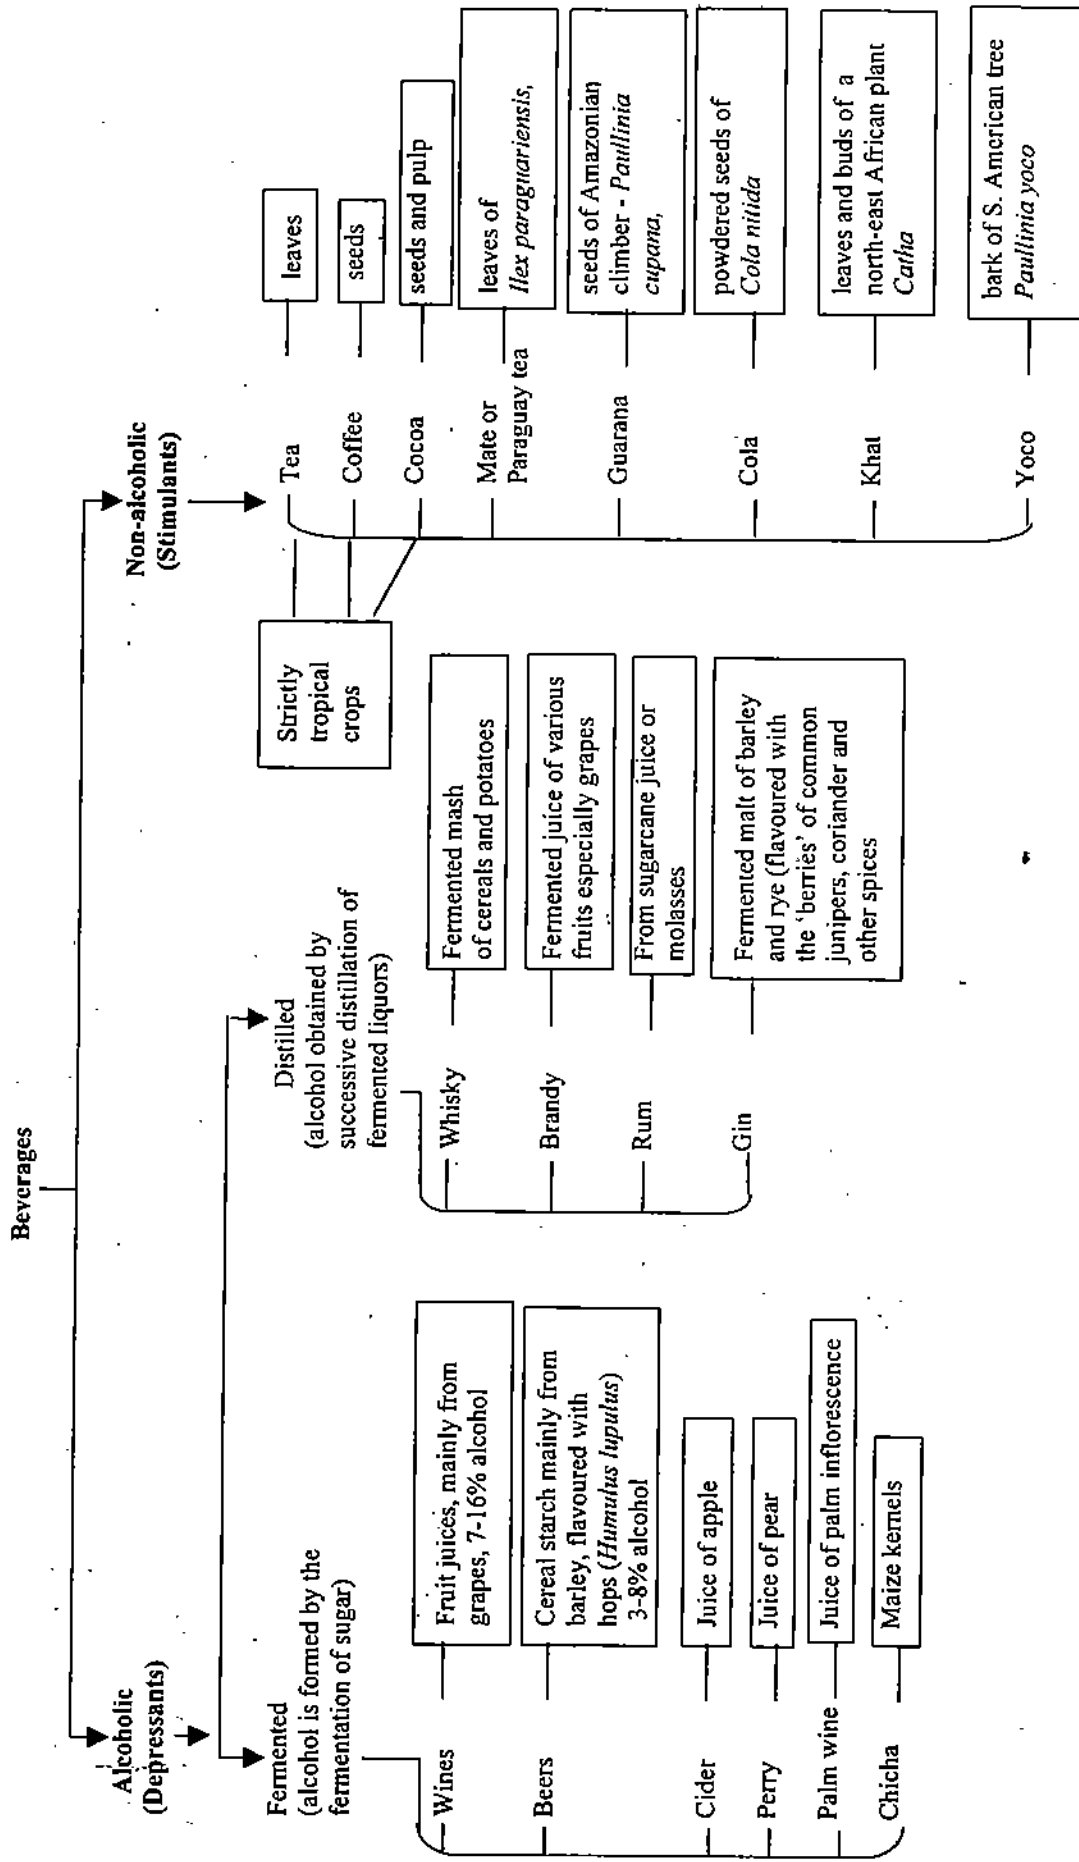 Beverages
Alcoholic
(Depressants)
Fermented
(alcohol is formed by the
fermentation of sugar)
Wines
Fruit juices, mainly from
grapes, 7-16% alcohol
Beers
Cereal starch mainly from
barley, flavoured with
hops (Humulus lupulus)
3-8% alcohol
Cider
Juice of apple
Perry
Juice of pear
Palm wine
Juice of palm inflorescence
Chicha
Maize kernels
Distilled
(alcohol obtained by
successive distillation of
fermented liquors)
Whisky
Fermented mash
of cereals and potatoes
Brandy
Fermented juice of various
fruits especially grapes
Rum
From sugarcane juice or
molasses
Gin
Fermented malt of barley
and rye (flavoured with
the 'berries' of common
junipers, coriander and
other spices
Non-alcoholic
(Stimulants)
Strictly
tropical
crops
Tea
leaves
Coffee
seeds
Cocoa
seeds and pulp
Mate or
Paraguay tea
leaves of
Ilex paraguariensis,
Guarana
seeds of Amazonian
climber - Paullinia
cupana,
Cola
powdered seeds of
Cola nitida
Khat
leaves and buds of a
north-east African plant
Catha
Yoco
bark of S. American tree
Paullinia yoco